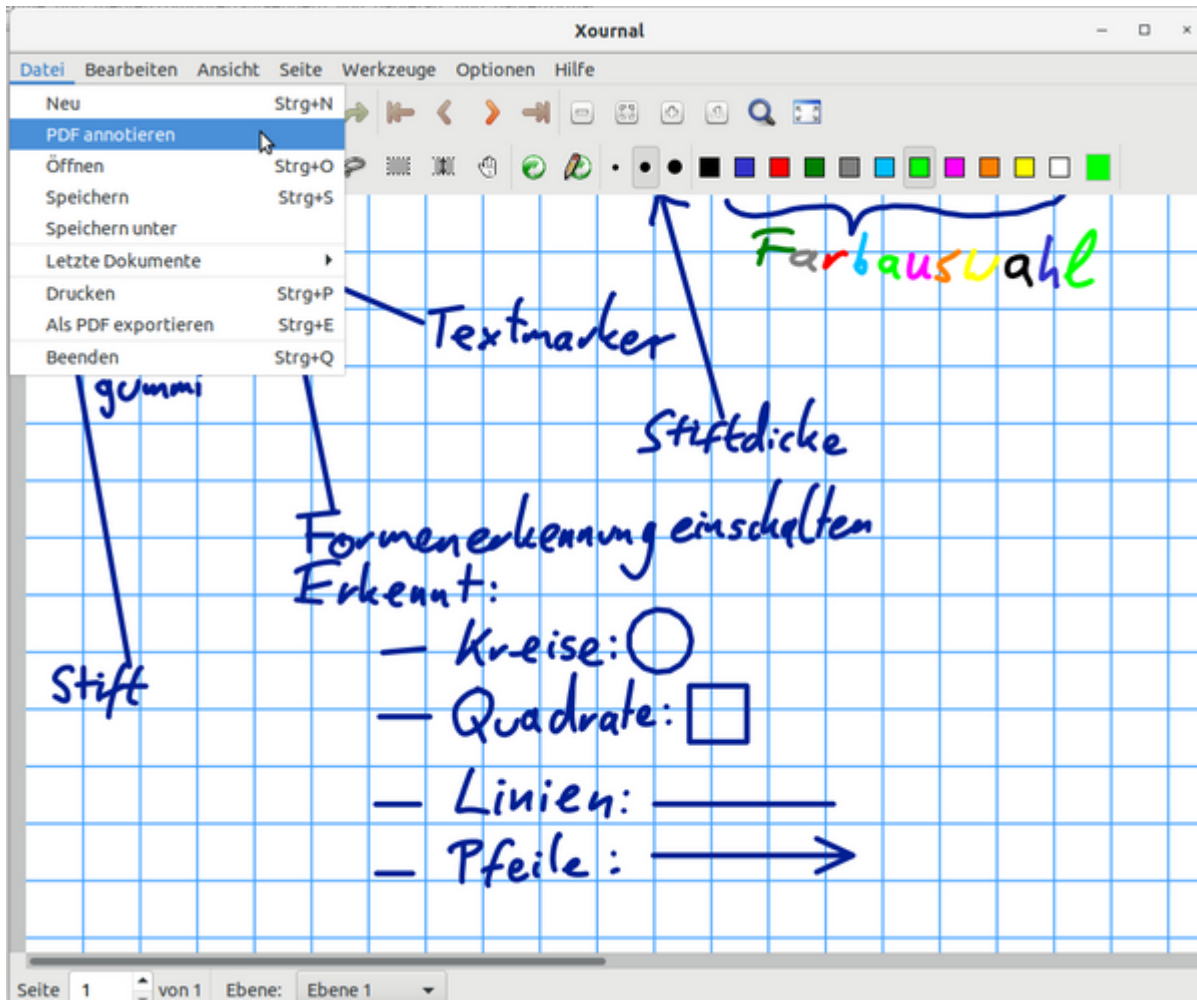 Xournal
Datei Bearbeiten Ansicht Seite Werkzeuge Optionen Hilfe
Neu Strg+N
PDF annotieren
Öffnen Strg+O
Speichern Strg+S
Speichern unter
Letzte Dokumente
Drucken Strg+P
Als PDF exportieren Strg+E
Beenden Strg+Q
Farbauswahl
Textmarker
gummi
Stiftdicke
Formenerkennung einschalten
Erkennt:
— Kreise:
Stift
— Quadrate:
— Linien:
— Pfeile:
Seite 1 von 1 Ebene: Ebene 1